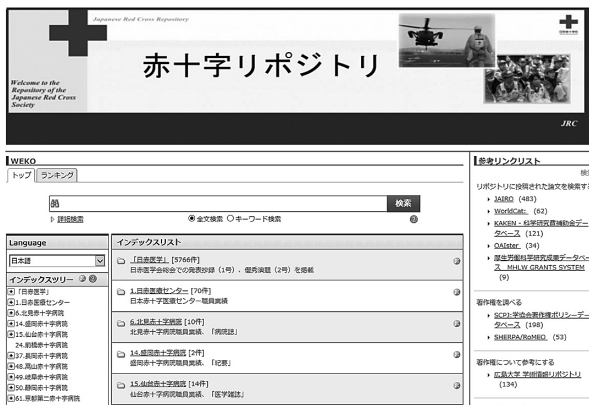 Japanese Red Cross Repository
日本赤十字社
赤十字リポジトリ
Welcome to the
Repository of the
Japanese Red Cross
Society
JRC
WEKO
トップ
ランキング
検索
詳細検索
全文検索
キーワード検索
Language
日本語
インデックスツリー
「日赤医学」
1.日赤医療センター
6.北見赤十字病院
14.盛岡赤十字病院
15.仙台赤十字病院
24.前橋赤十字病院
37.長岡赤十字病院
48.高山赤十字病院
49.岐阜赤十字病院
50.静岡赤十字病院
61.京都第二赤十字病院
インデックスリスト
「日赤医学」 [5766件]
日赤医学会総会での発表抄録（1号）、優秀演題（2号）を掲載
1.日赤医療センター [70件]
日本赤十字医療センター職員業績
6.北見赤十字病院 [10件]
北見赤十字病院職員業績、「病院誌」
14.盛岡赤十字病院 [2件]
盛岡赤十字病院職員業績、「紀要」
15.仙台赤十字病院 [14件]
仙台赤十字病院職員業績、「医学雑誌」
参考リンクリスト
リポジトリに投稿された論文を検索する
JAIRO (483)
WorldCat: (62)
KAKEN - 科学研究費補助金デー
タベース (121)
OAIster (34)
厚生労働科学研究成果データベー
ス MHLW GRANTS SYSTEM
(9)
著作権を調べる
SCPJ:学協会著作権ポリシーデー
タベース (198)
SHERPA/RoMEO (53)
著作権について参考にする
広島大学 学術情報リポジトリ
(134)